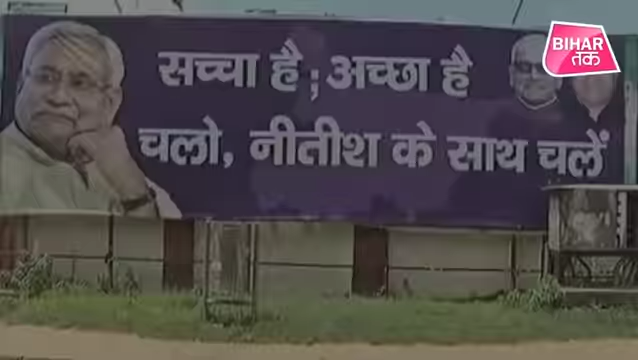 सच्चा है ; अच्छा है
चलो, नीतीश के साथ चलें
BIHAR
तक